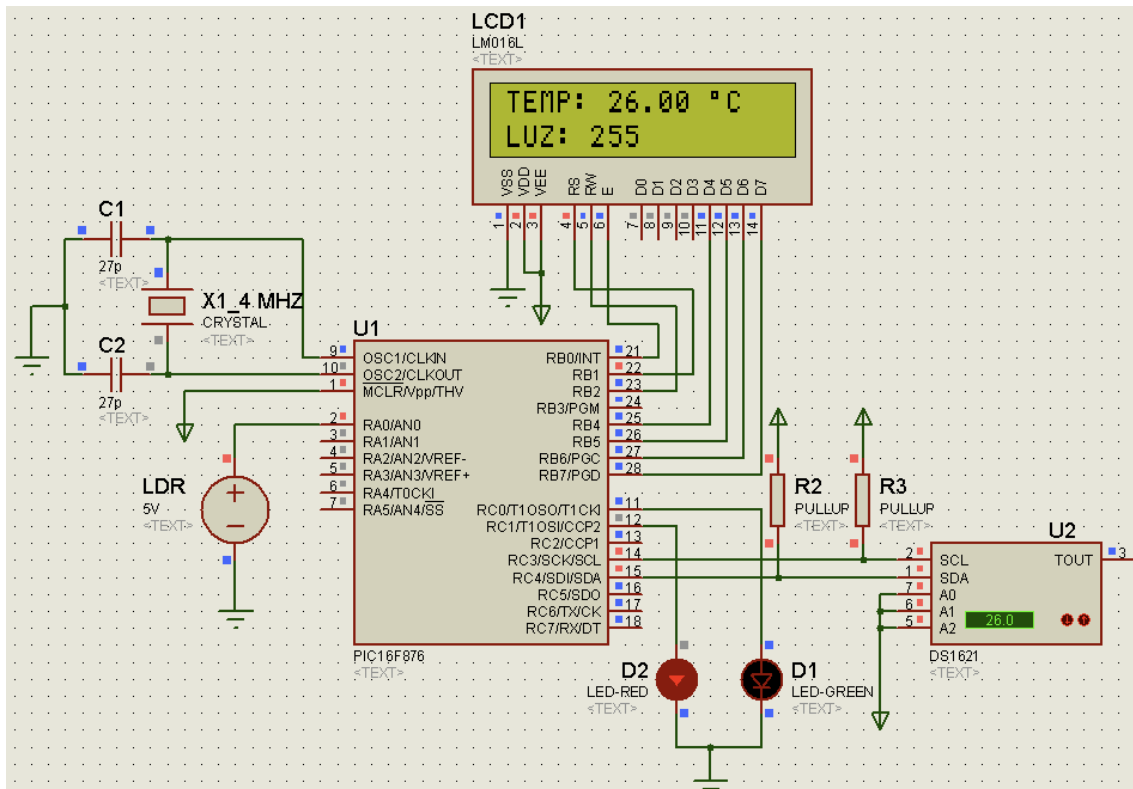 LCD1
LM016L
<TEXT>
TEMP: 26.00 °C
LUZ: 255
VSS
VDD
VEE
RS
RW
E
D0
D1
D2
D3
D4
D5
D6
D7
1
2
3
4
5
6
7
8
9
10
11
12
13
14
C1
27p
<TEXT>
X1_4 MHZ
CRYSTAL
<TEXT>
C2
27p
<TEXT>
U1
9 OSC1/CLKIN
10 OSC2/CLKOUT
1 MCLR/Vpp/THV
2 RA0/AN0
3 RA1/AN1
4 RA2/AN2/VREF-
5 RA3/AN3/VREF+
6 RA4/T0CKI
7 RA5/AN4/SS
RB0/INT 21
RB1 22
RB2 23
RB3/PGM 24
RB4 25
RB5 26
RB6/PGC 27
RB7/PGD 28
RC0/T1OSO/T1CKI 11
RC1/T1OSI/CCP2 12
RC2/CCP1 13
RC3/SCK/SCL 14
RC4/SDI/SDA 15
RC5/SDO 16
RC6/TX/CK 17
RC7/RX/DT 18
PIC16F876
<TEXT>
LDR
5V
<TEXT>
R2
PULLUP
<TEXT>
R3
PULLUP
<TEXT>
U2
2 SCL
1 SDA
7 A0
6 A1
5 A2
TOUT 3
26.0
DS1621
<TEXT>
D2
LED-RED
<TEXT>
D1
LED-GREEN
<TEXT>